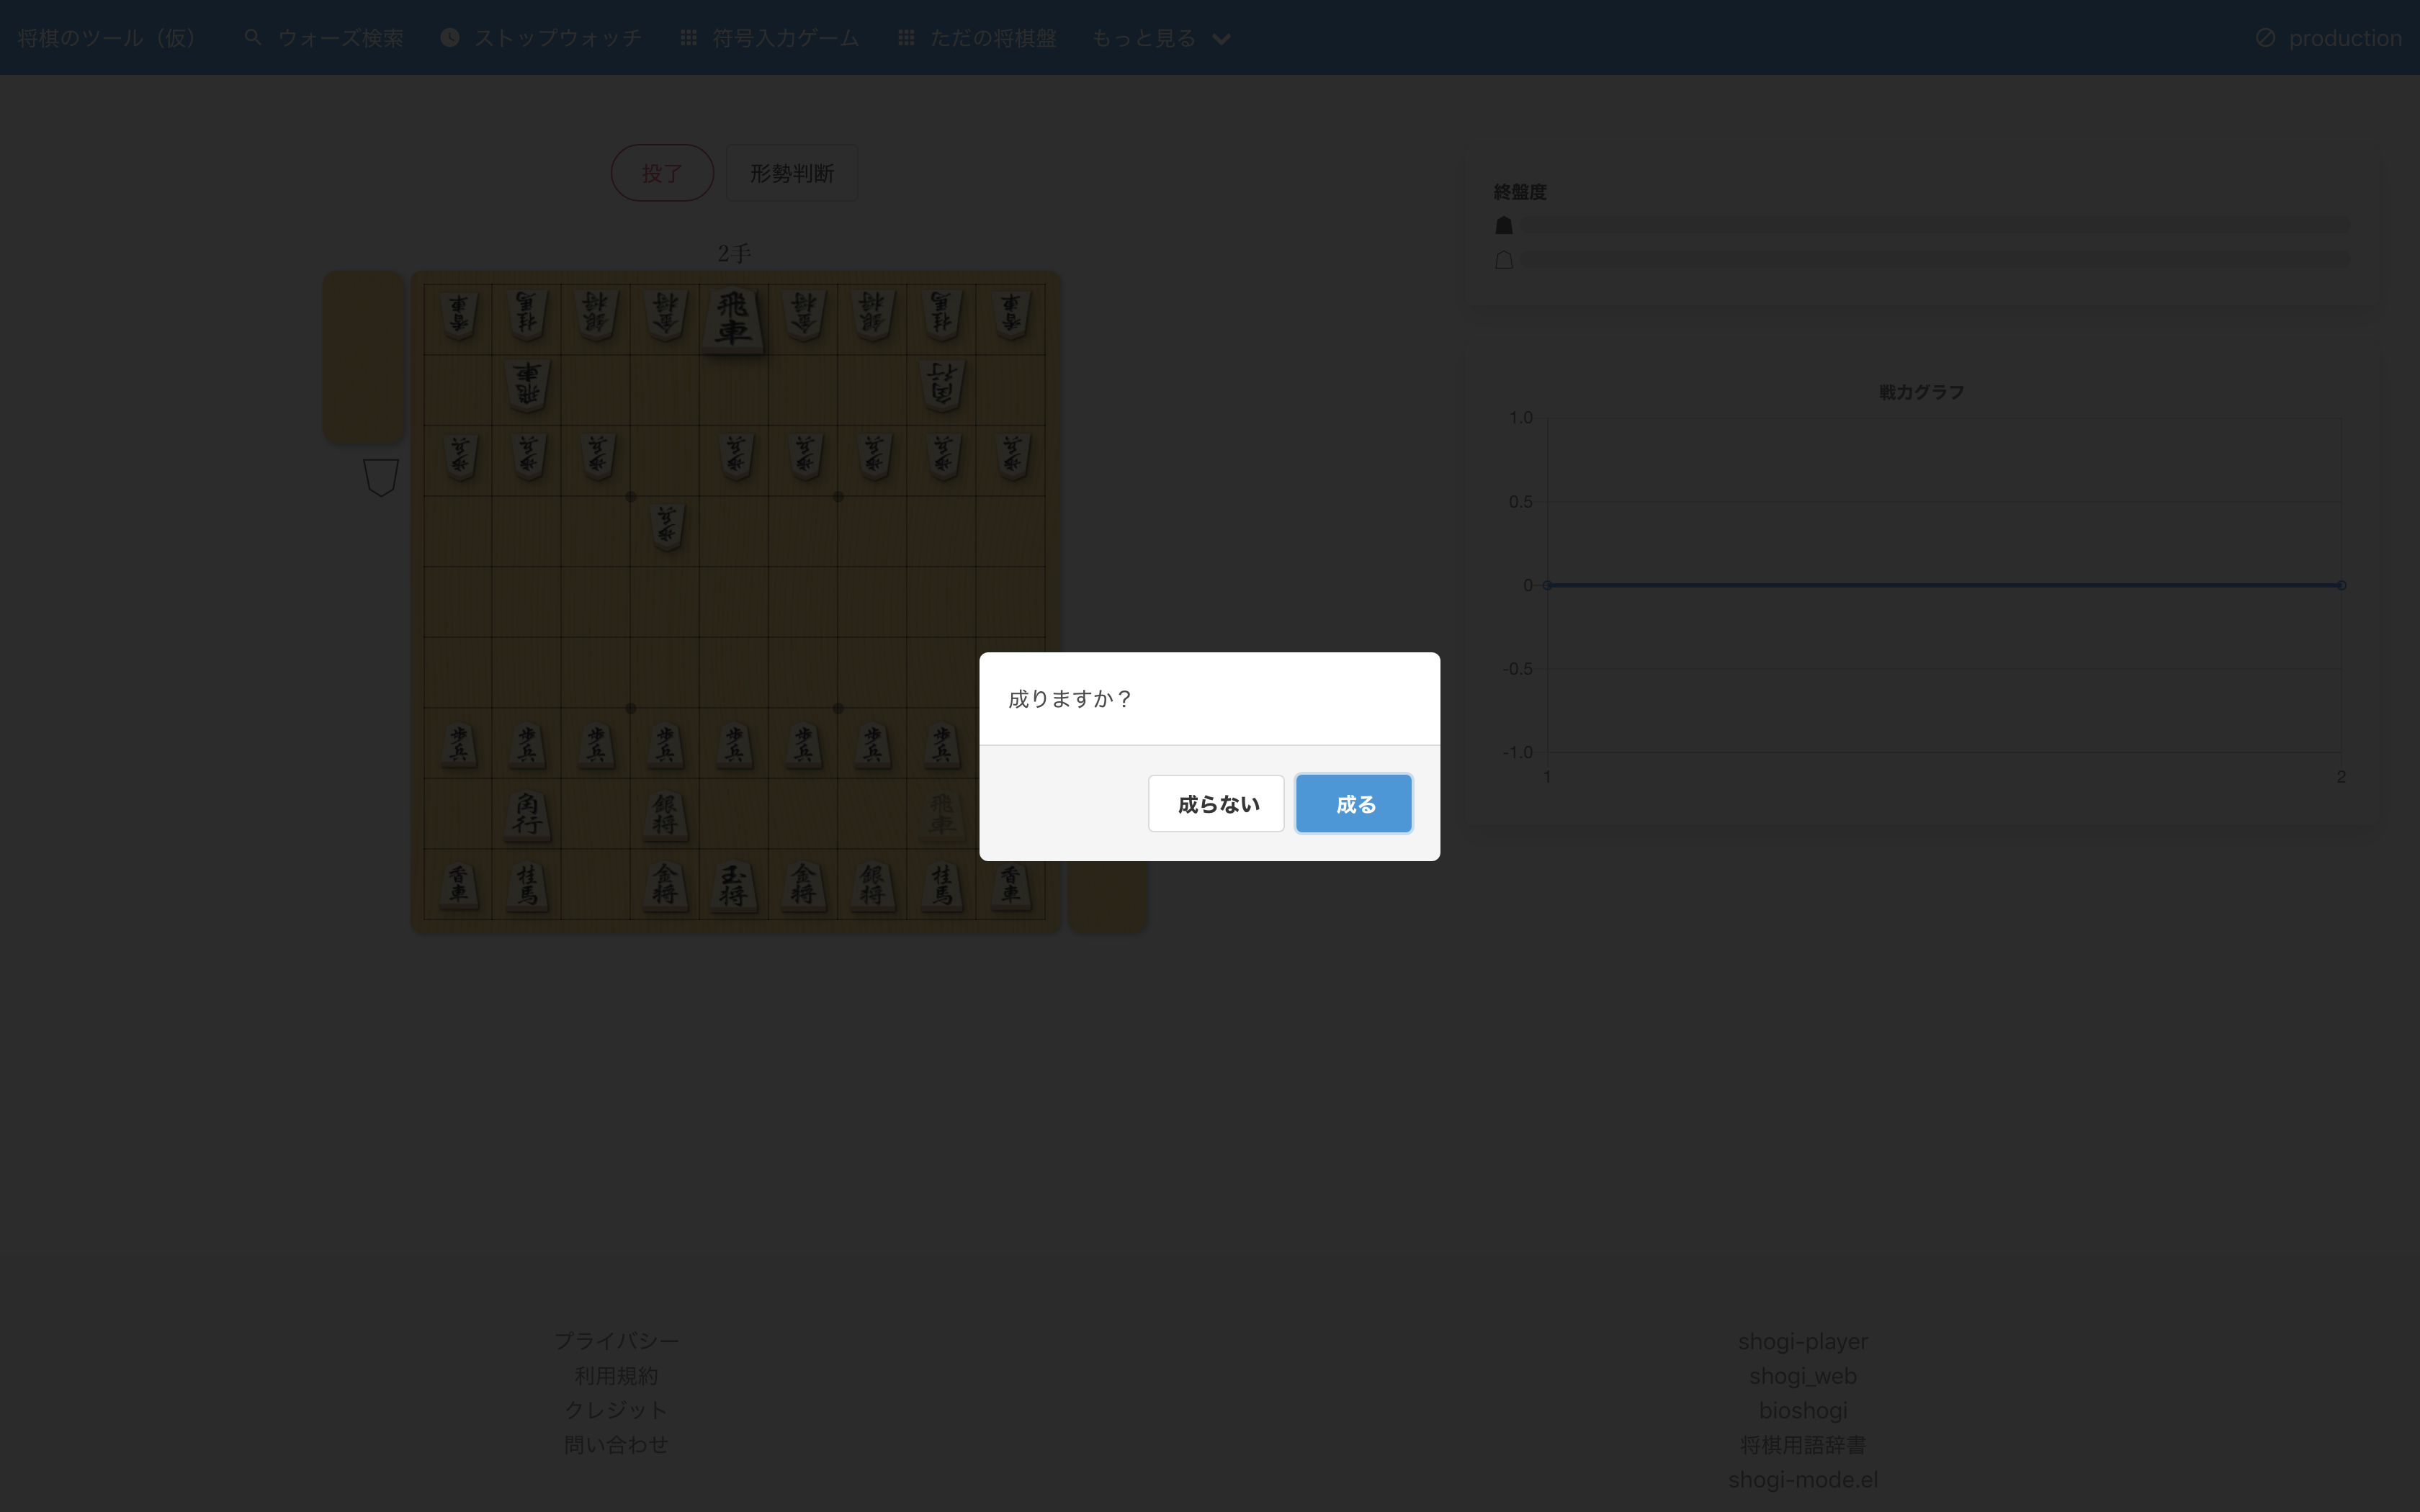 将棋のツール（仮） ウォーズ検索 ストップウォッチ 符号入力ゲーム ただの将棋盤 もっと見る production
投了 形勢判断
2手
香車 桂馬 銀将 金将 飛車 金将 銀将 桂馬 香車
飛車 角行
歩兵 歩兵 歩兵 歩兵 歩兵 歩兵 歩兵 歩兵
歩兵
歩兵 歩兵 歩兵 歩兵 歩兵 歩兵 歩兵 歩兵
角行 銀将 飛車
香車 桂馬 金将 玉将 金将 銀将 桂馬 香車
終盤度
戦力グラフ
1.0
0.5
0
-0.5
-1.0
1 2
成りますか？
成らない 成る
プライバシー
利用規約
クレジット
問い合わせ
shogi-player
shogi_web
bioshogi
将棋用語辞書
shogi-mode.el